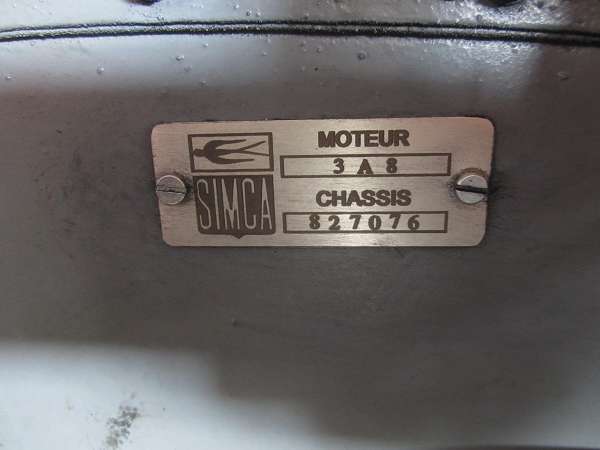 MOTEUR
3 A 8
SIMCA
CHASSIS
827076